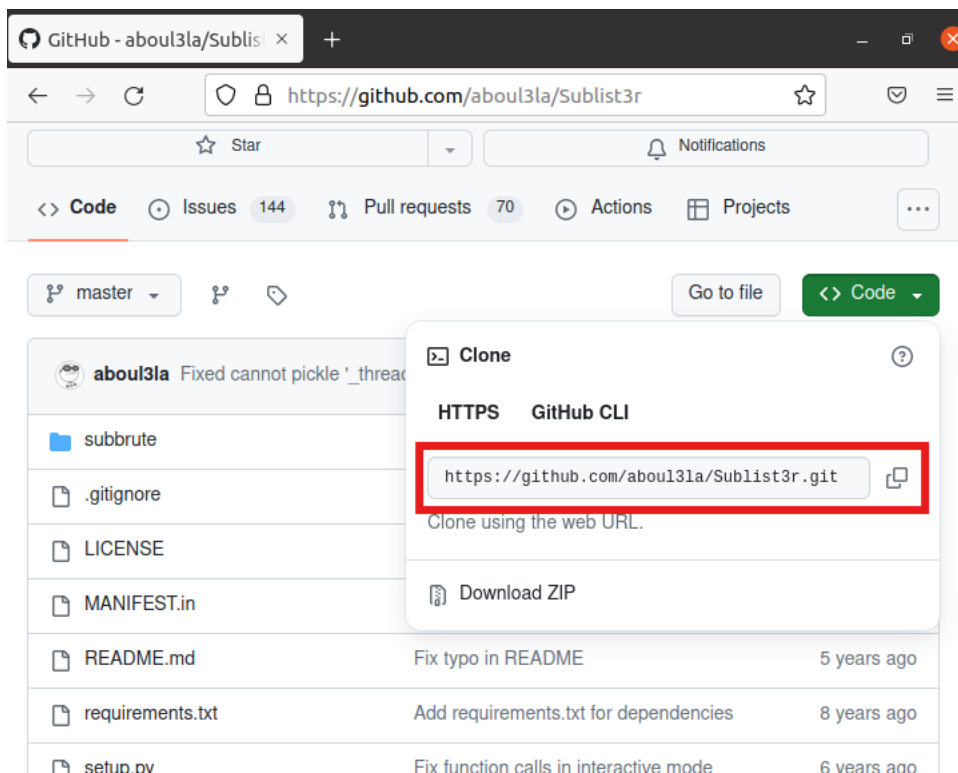 GitHub - aboul3la/Sublis
https://github.com/aboul3la/Sublist3r
Star
Notifications
Code
Issues 144
Pull requests 70
Actions
Projects
master
Go to file
Code
aboul3la Fixed cannot pickle '_threa
Clone
HTTPS GitHub CLI
https://github.com/aboul3la/Sublist3r.git
Clone using the web URL.
Download ZIP
subbrute
.gitignore
LICENSE
MANIFEST.in
README.md Fix typo in README 5 years ago
requirements.txt Add requirements.txt for dependencies 8 years ago
setup.py Fix function calls in interactive mode 6 years ago